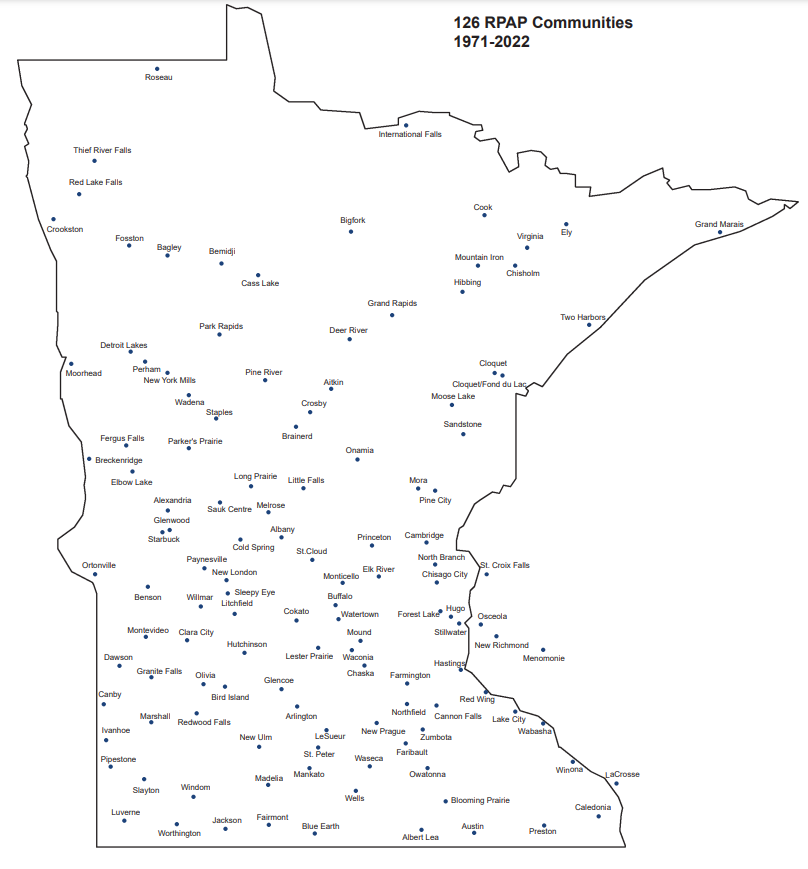 126 RPAP Communities
1971-2022
Roseau
International Falls
Thief River Falls
Red Lake Falls
Crookston
Fosston
Bagley
Bemidji
Cass Lake
Bigfork
Cook
Ely
Virginia
Grand Marais
Mountain Iron
Chisholm
Hibbing
Grand Rapids
Two Harbors
Park Rapids
Deer River
Detroit Lakes
Moorhead
Perham
New York Mills
Pine River
Aitkin
Cloquet
Cloquet/Fond du Lac
Moose Lake
Wadena
Staples
Crosby
Sandstone
Brainerd
Fergus Falls
Parker's Prairie
Onamia
Breckenridge
Elbow Lake
Long Prairie
Little Falls
Mora
Pine City
Alexandria
Sauk Centre
Melrose
Glenwood
Starbuck
Albany
Cold Spring
St.Cloud
Princeton
Cambridge
Paynesville
North Branch
Ortonville
New London
Elk River
Monticello
Chisago City
St. Croix Falls
Benson
Willmar
Sleepy Eye
Litchfield
Buffalo
Cokato
Watertown
Forest Lake
Hugo
Osceola
Stillwater
Montevideo
Clara City
Mound
Hutchinson
New Richmond
Lester Prairie
Waconia
Menomonie
Dawson
Chaska
Hastings
Granite Falls
Olivia
Glencoe
Farmington
Canby
Bird Island
Red Wing
Marshall
Redwood Falls
Arlington
Northfield
Cannon Falls
Lake City
Ivanhoe
New Prague
Wabasha
New Ulm
LeSueur
Zumbota
Faribault
Pipestone
St. Peter
Waseca
Winona
Mankato
Owatonna
LaCrosse
Madelia
Slayton
Windom
Wells
Blooming Prairie
Caledonia
Luverne
Worthington
Jackson
Fairmont
Blue Earth
Albert Lea
Austin
Preston